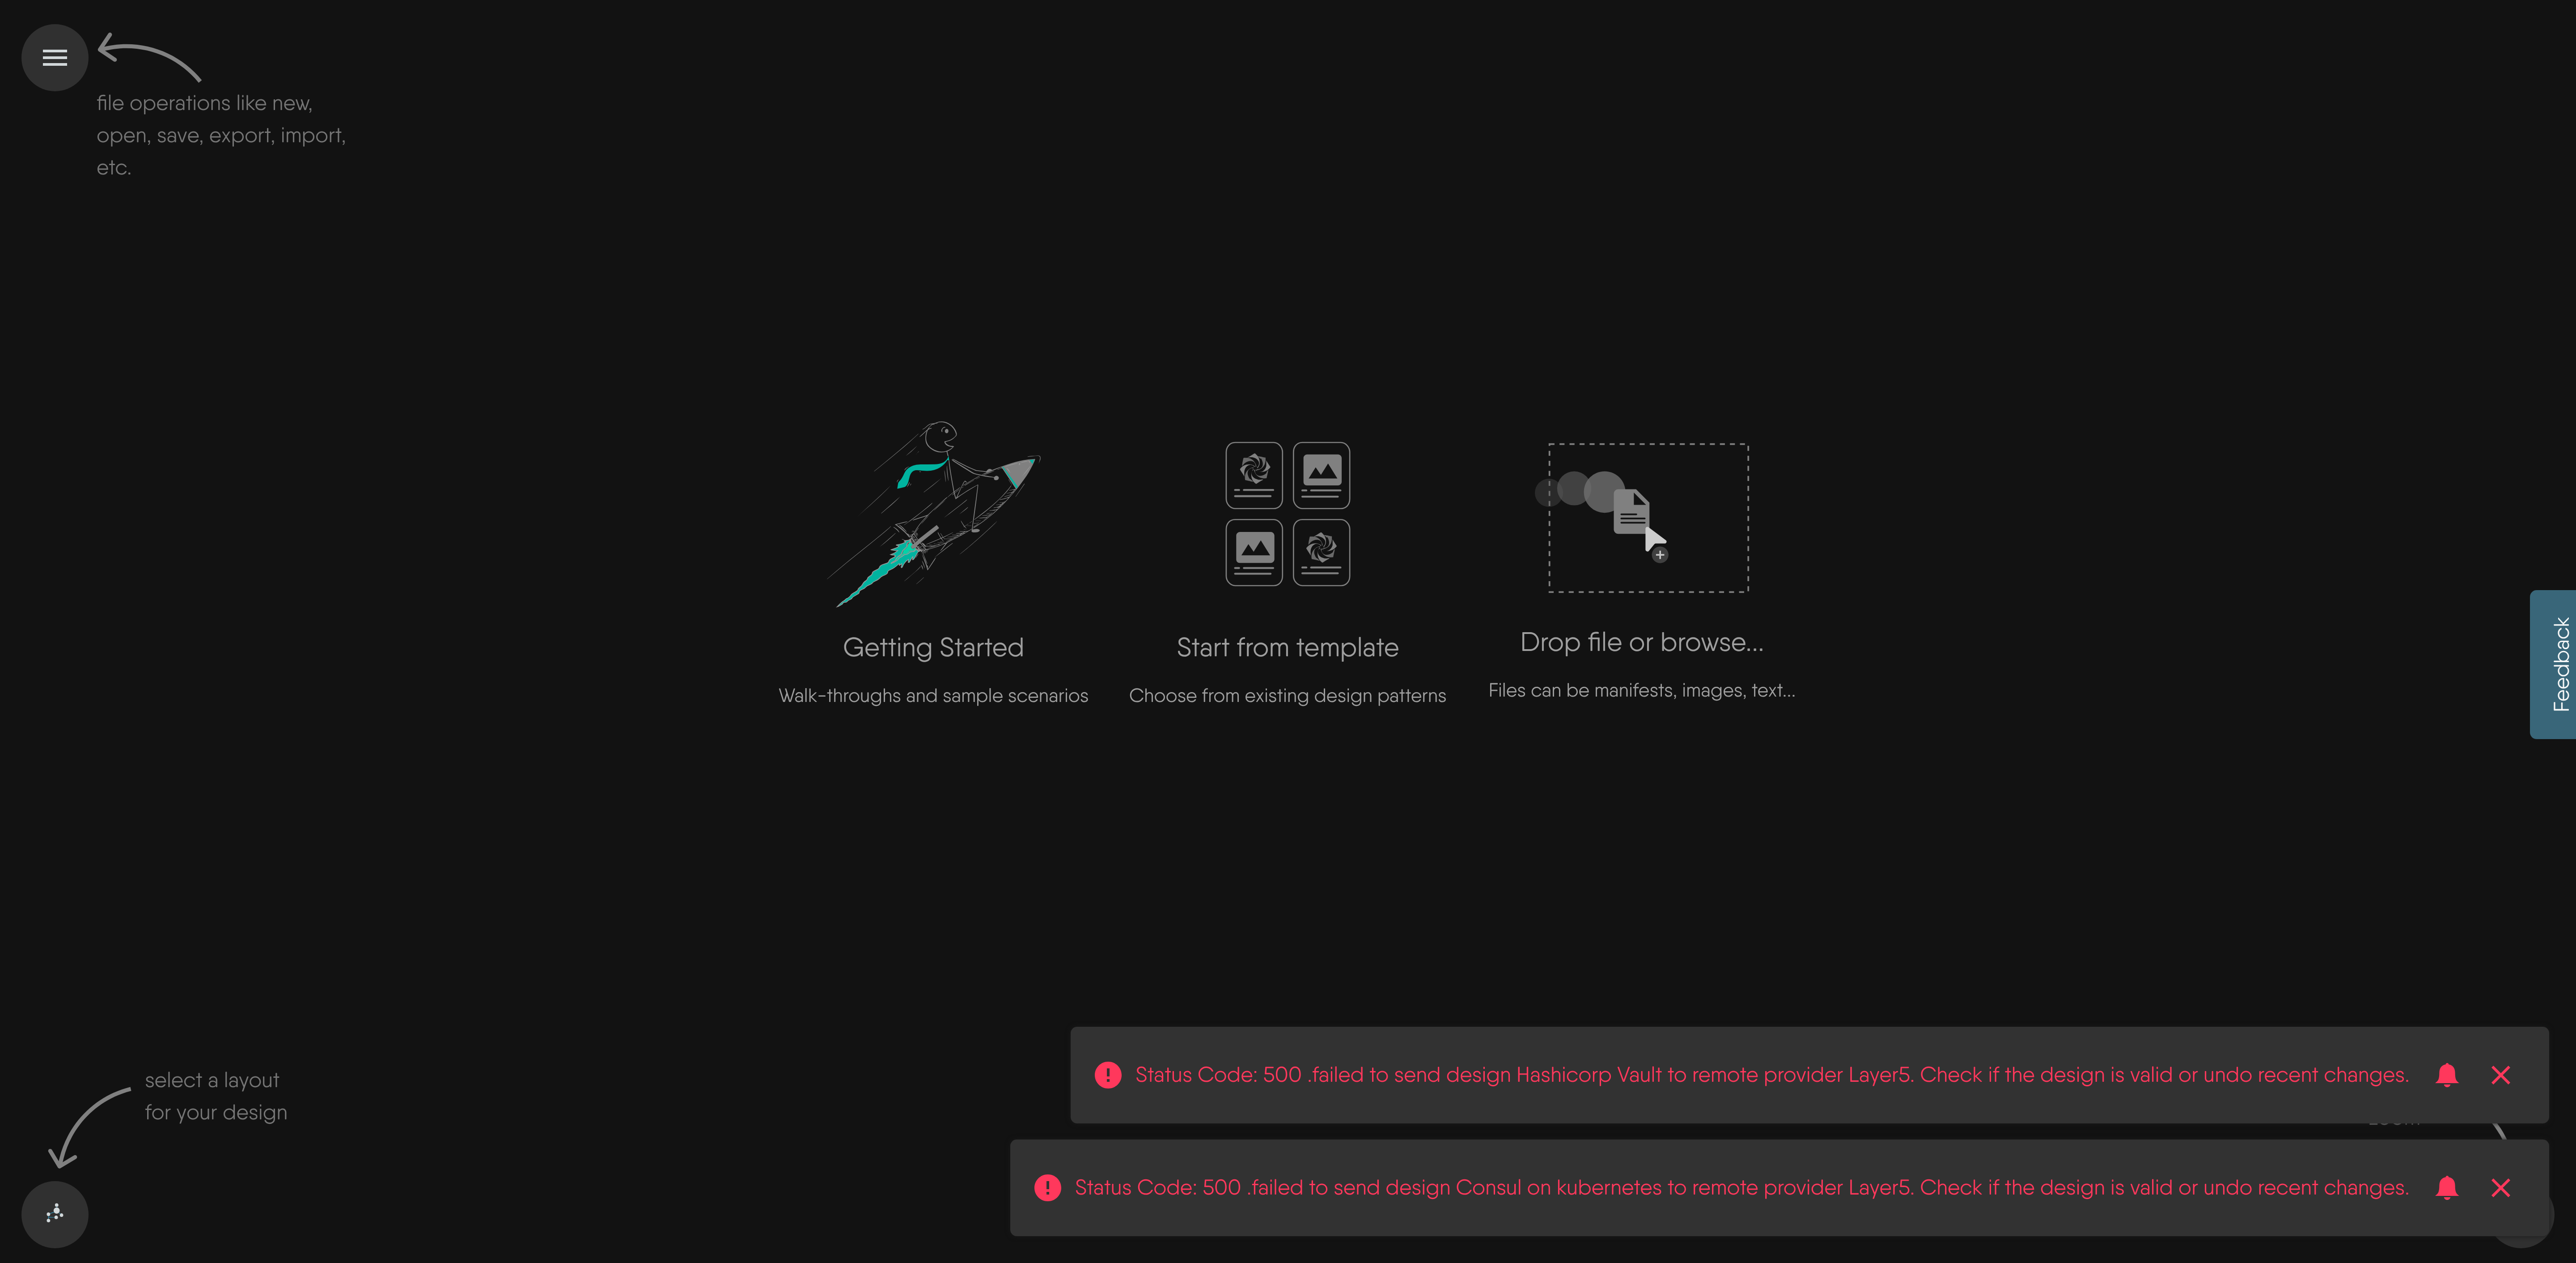 file operations like new,
open, save, export, import,
etc.
Getting Started
Walk-throughs and sample scenarios
Start from template
Choose from existing design patterns
Drop file or browse...
Files can be manifests, images, text...
Feedback
select a layout
for your design
Status Code: 500 .failed to send design Hashicorp Vault to remote provider Layer5. Check if the design is valid or undo recent changes.
Status Code: 500 .failed to send design Consul on kubernetes to remote provider Layer5. Check if the design is valid or undo recent changes.